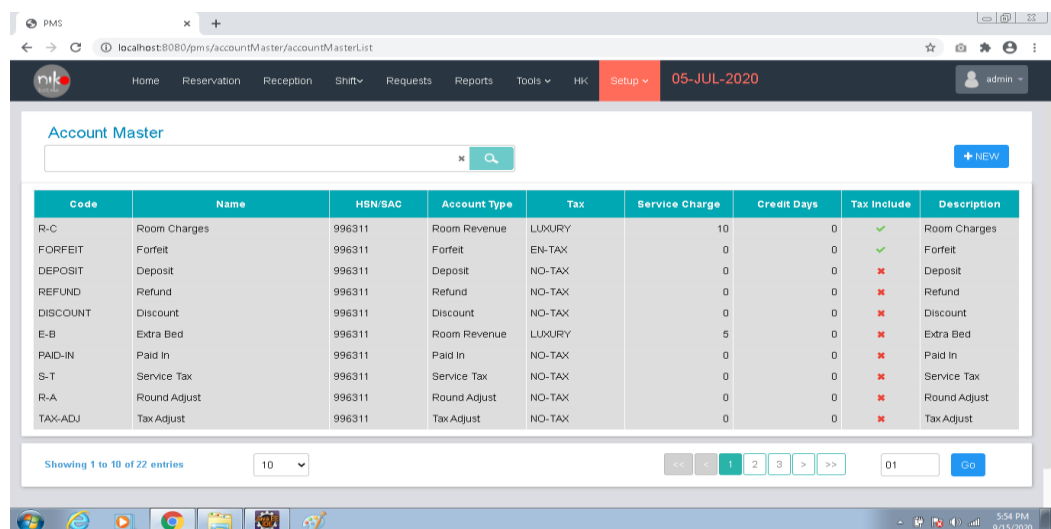 PMS
localhost:8080/pms/accountMaster/accountMasterList
niko Home Reservation Reception Shift Requests Reports Tools HK Setup 05-JUL-2020 admin
Account Master
NEW
Code Name HSN/SAC Account Type Tax Service Charge Credit Days Tax Include Description
R-C Room Charges 996311 Room Revenue LUXURY 10 0 Room Charges
FORFEIT Forfeit 996311 Forfeit EN-TAX 0 0 Forfeit
DEPOSIT Deposit 996311 Deposit NO-TAX 0 0 Deposit
REFUND Refund 996311 Refund NO-TAX 0 0 Refund
DISCOUNT Discount 996311 Discount NO-TAX 0 0 Discount
E-B Extra Bed 996311 Room Revenue LUXURY 5 0 Extra Bed
PAID-IN Paid In 996311 Paid In NO-TAX 0 0 Paid In
S-T Service Tax 996311 Service Tax NO-TAX 0 0 Service Tax
R-A Round Adjust 996311 Round Adjust NO-TAX 0 0 Round Adjust
TAX-ADJ Tax Adjust 996311 Tax Adjust NO-TAX 0 0 Tax Adjust
Showing 1 to 10 of 22 entries 10 << < 1 2 3 > >> 01 Go
5:54 PM
9/15/2020